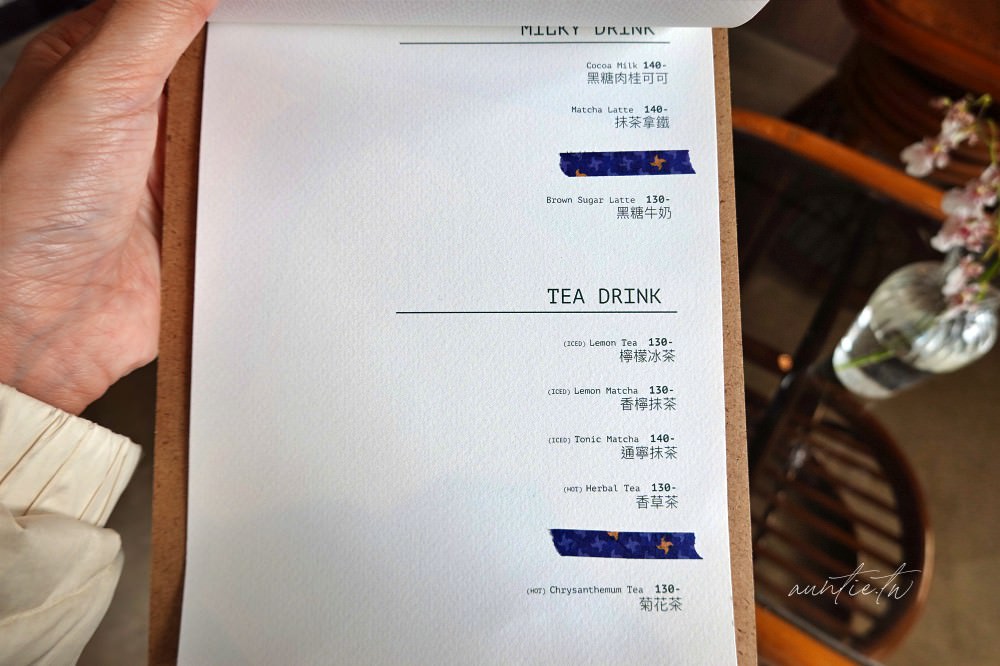 MILKY DRINK
Cocoa Milk 140-
黑糖肉桂可可
Matcha Latte 140-
抹茶拿鐵
Brown Sugar Latte 130-
黑糖牛奶
TEA DRINK
(ICED) Lemon Tea 130-
檸檬冰茶
(ICED) Lemon Matcha 130-
香檸抹茶
(ICED) Tonic Matcha 140-
通寧抹茶
(HOT) Herbal Tea 130-
香草茶
(HOT) Chrysanthemum Tea 130-
菊花茶
auntie.tw